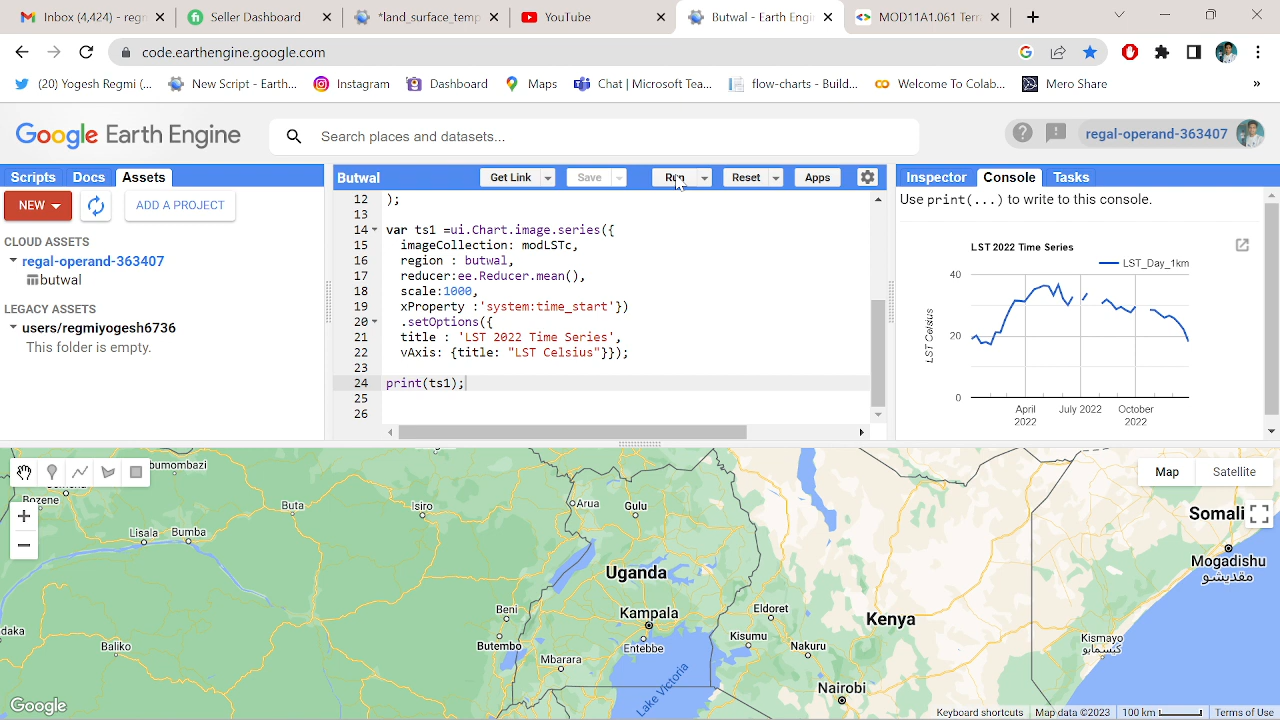 Inbox (4,424) - regm
Seller Dashboard
*land_surface_temp
YouTube
Butwal - Earth Engi
MOD11A1.061 Terr
code.earthengine.google.com
(20) Yogesh Regmi (...
New Script - Earth...
Instagram
Dashboard
Maps
Chat | Microsoft Tea...
flow-charts - Build...
Welcome To Colab...
Mero Share
»
Google Earth Engine
Search places and datasets...
regal-operand-363407
Scripts
Docs
Assets
NEW
ADD A PROJECT
CLOUD ASSETS
regal-operand-363407
butwal
LEGACY ASSETS
users/regmiyogesh6736
This folder is empty.
Butwal
Get Link
Save
Run
Reset
Apps
12 );
13
14 var ts1 =ui.Chart.image.series({
15 imageCollection: modLSTc,
16 region : butwal,
17 reducer:ee.Reducer.mean(),
18 scale:1000,
19 xProperty :'system:time_start'})
20 .setOptions({
21 title : 'LST 2022 Time Series',
22 vAxis: {title: "LST Celsius"}});
23
24 print(ts1);
25
26
Inspector
Console
Tasks
Use print(...) to write to this console.
LST 2022 Time Series
LST_Day_1km
40
20
0
LST Celsius
April 2022
July 2022
October 2022
Map
Satellite
bumombazi
Bozene
Buta
Isiro
Arua
Gulu
Lisala
Bumba
Somali
Mogadishu
مقديشو
Uganda
Beni
Kampala
Eldoret
Kenya
daka
Baliko
Butembo
Entebbe
Kisumu
Nakuru
Kismayo
كيسمايو
Mbarara
Lake Victoria
Nairobi
Google
Keyboard shortcuts
Map data ©2023
100 km
Terms of Use